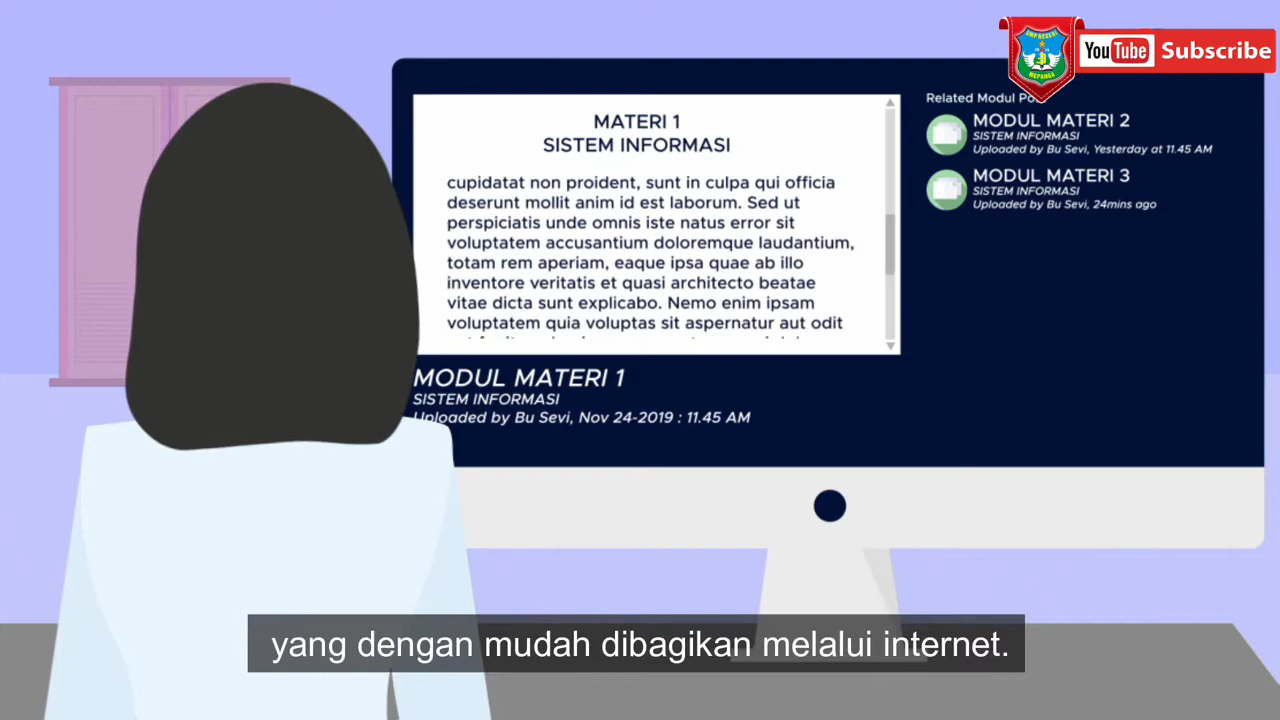 SMP NEGERI
3
MEPANGA
YouTube Subscribe
MATERI 1
SISTEM INFORMASI
cupidatat non proident, sunt in culpa qui officia
deserunt mollit anim id est laborum. Sed ut
perspiciatis unde omnis iste natus error sit
voluptatem accusantium doloremque laudantium,
totam rem aperiam, eaque ipsa quae ab illo
inventore veritatis et quasi architecto beatae
vitae dicta sunt explicabo. Nemo enim ipsam
voluptatem quia voluptas sit aspernatur aut odit
MODUL MATERI 1
SISTEM INFORMASI
Uploaded by Bu Sevi, Nov 24-2019 : 11.45 AM
Related Modul
MODUL MATERI 2
SISTEM INFORMASI
Uploaded by Bu Sevi, Yesterday at 11.45 AM
MODUL MATERI 3
SISTEM INFORMASI
Uploaded by Bu Sevi, 24mins ago
yang dengan mudah dibagikan melalui internet.